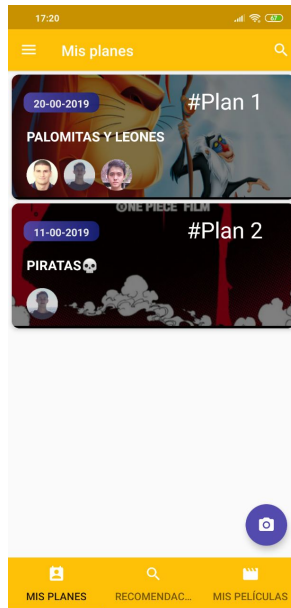 17:20
67
Mis planes
20-00-2019
#Plan 1
PALOMITAS Y LEONES
ONE PIECE FILM
11-00-2019
#Plan 2
PIRATAS💀
MIS PLANES
RECOMENDAC...
MIS PELÍCULAS